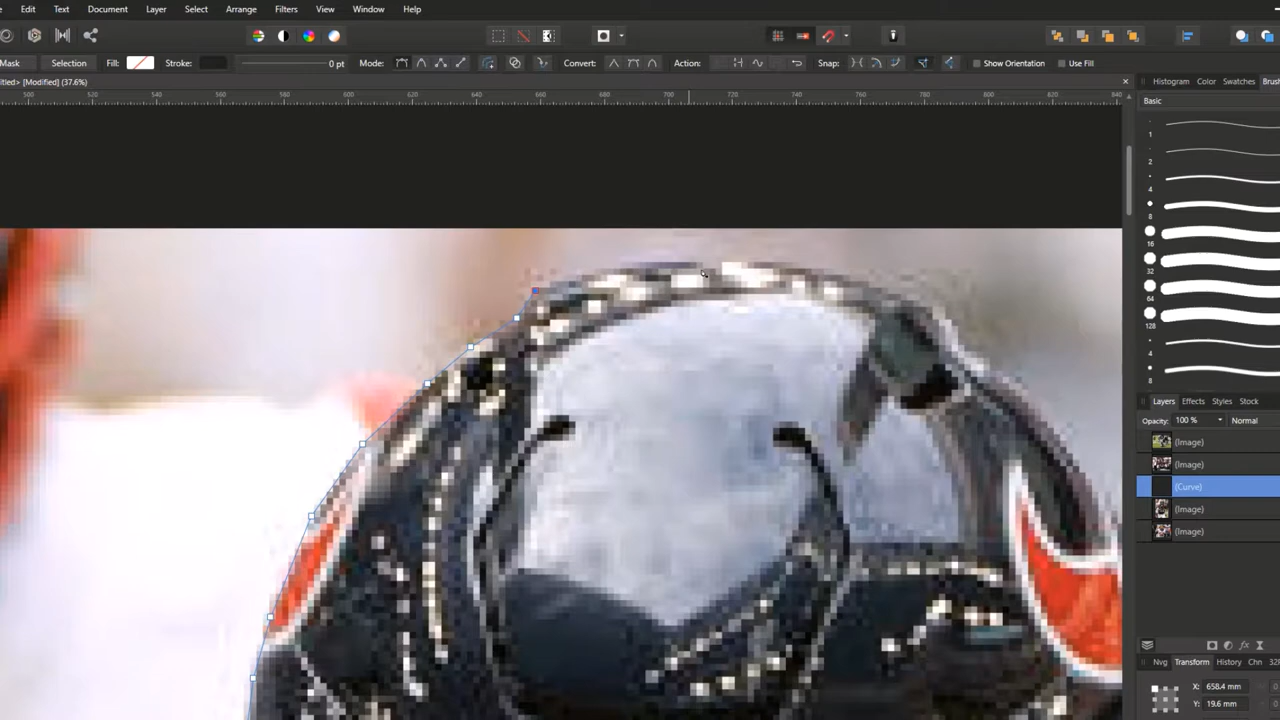 Edit Text Document Layer Select Arrange Filters View Window Help
Mask Selection Fill: Stroke: 0 pt Mode: Convert: Action: Snap: Show Orientation Use Fill
[Modified] (37.6%)
Histogram Color Swatches
500 520 540 560 580 600 620 640 660 680 700 720 740 760 780 800 820 840
Basic
1
2
4
8
16
32
64
128
4
8
Layers Effects Styles Stock
Opacity: 100 % Normal
(Image)
(Image)
(Curve)
(Image)
(Image)
Nvg Transform History Chn
X: 658.4 mm
Y: 19.6 mm